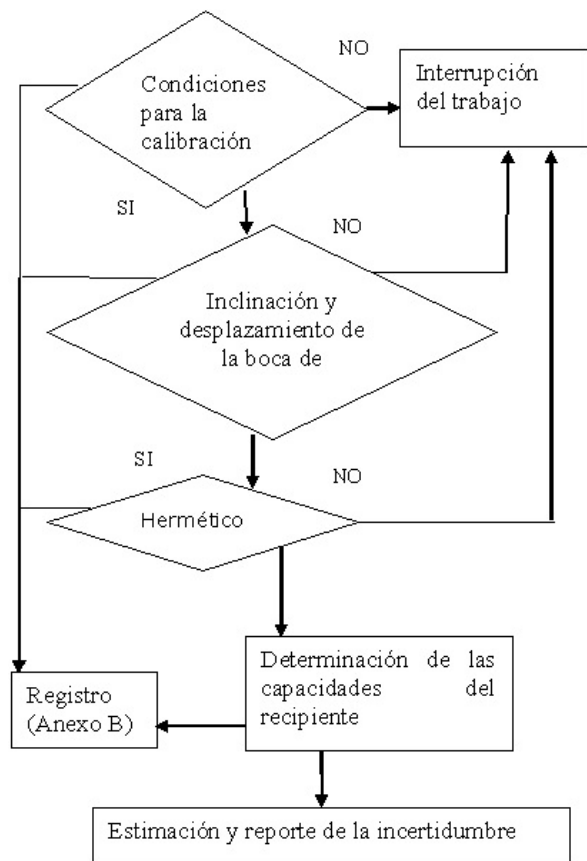 NO
Condiciones
para la
calibración
Interrupción
del trabajo
SI
NO
Inclinación y
desplazamiento de
la boca de
SI
NO
Hermético
Determinación de las
capacidades del
recipiente
Registro
(Anexo B)
Estimación y reporte de la incertidumbre